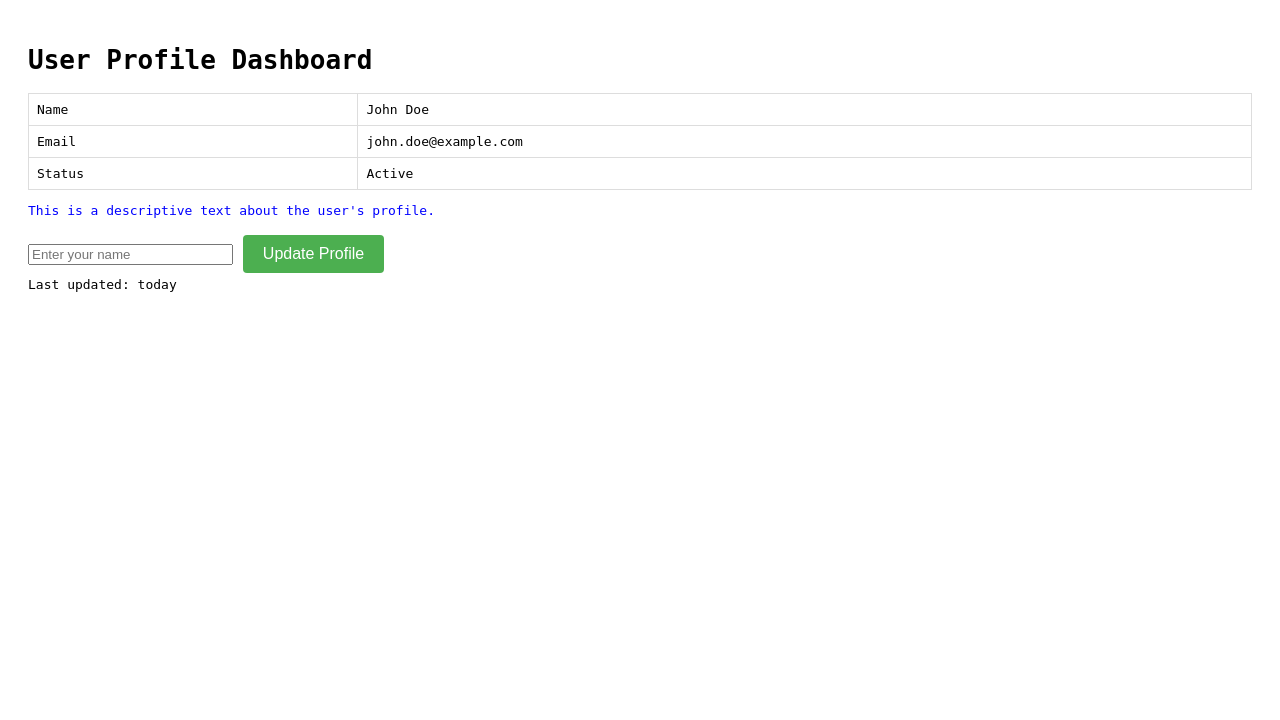 User Profile Dashboard
Name John Doe
Email john.doe@example.com
Status Active
This is a descriptive text about the user's profile.
Enter your name Update Profile
Last updated: today